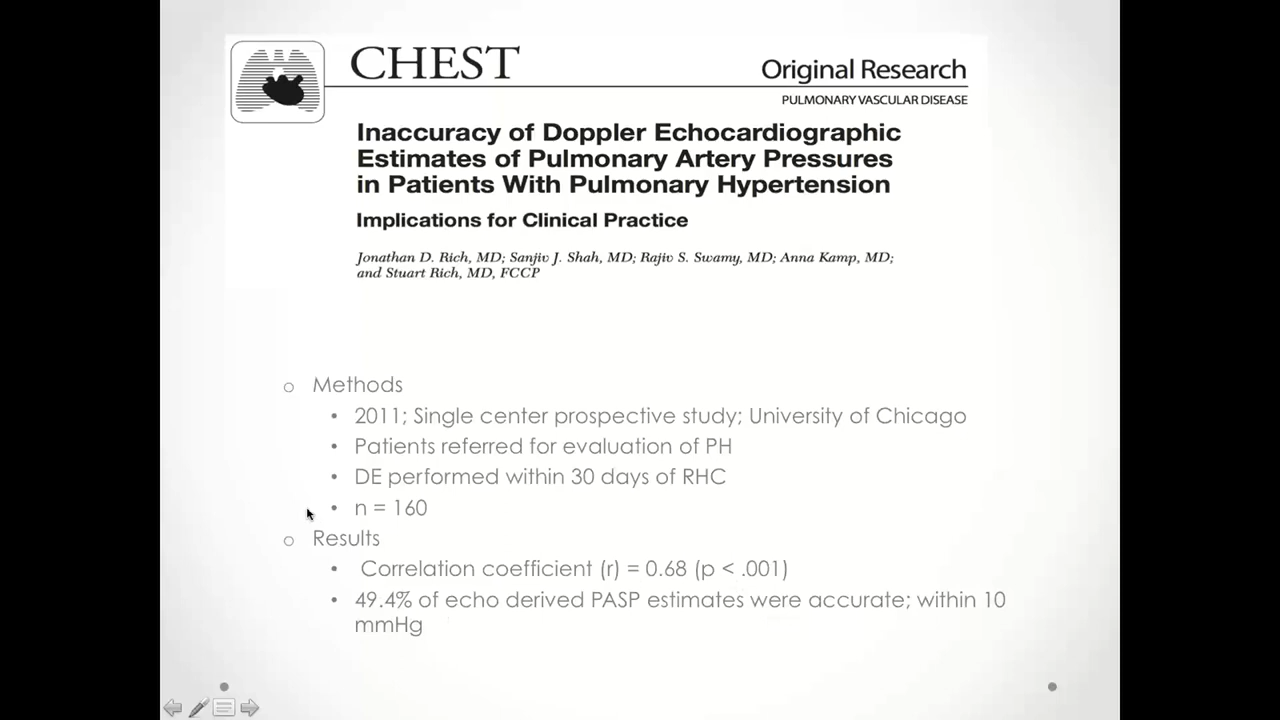 CHEST
Original Research
PULMONARY VASCULAR DISEASE
Inaccuracy of Doppler Echocardiographic
Estimates of Pulmonary Artery Pressures
in Patients With Pulmonary Hypertension
Implications for Clinical Practice
Jonathan D. Rich, MD; Sanjiv J. Shah, MD; Rajiv S. Swamy, MD; Anna Kamp, MD;
and Stuart Rich, MD, FCCP
o Methods
• 2011; Single center prospective study; University of Chicago
• Patients referred for evaluation of PH
• DE performed within 30 days of RHC
• n = 160
o Results
• Correlation coefficient (r) = 0.68 (p < .001)
• 49.4% of echo derived PASP estimates were accurate; within 10
mmHg